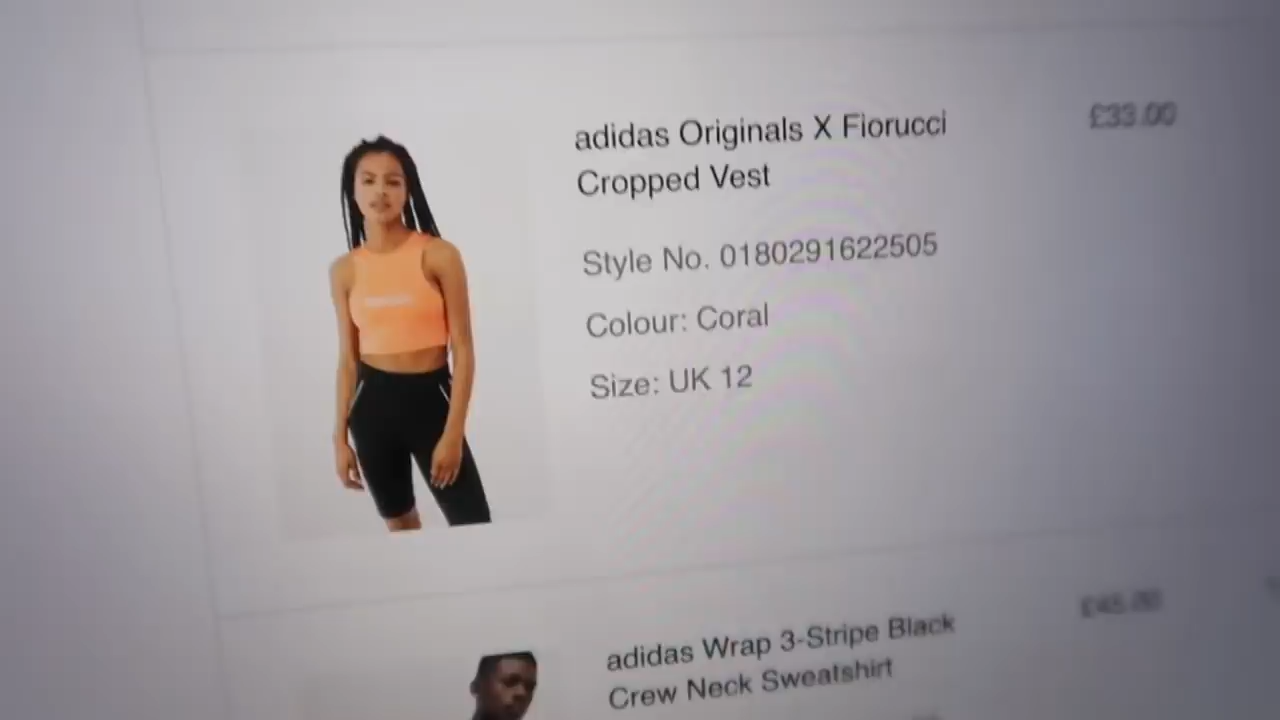 adidas Originals X Fiorucci
Cropped Vest
£33.00
Style No. 0180291622505
Colour: Coral
Size: UK 12
adidas Wrap 3-Stripe Black
Crew Neck Sweatshirt